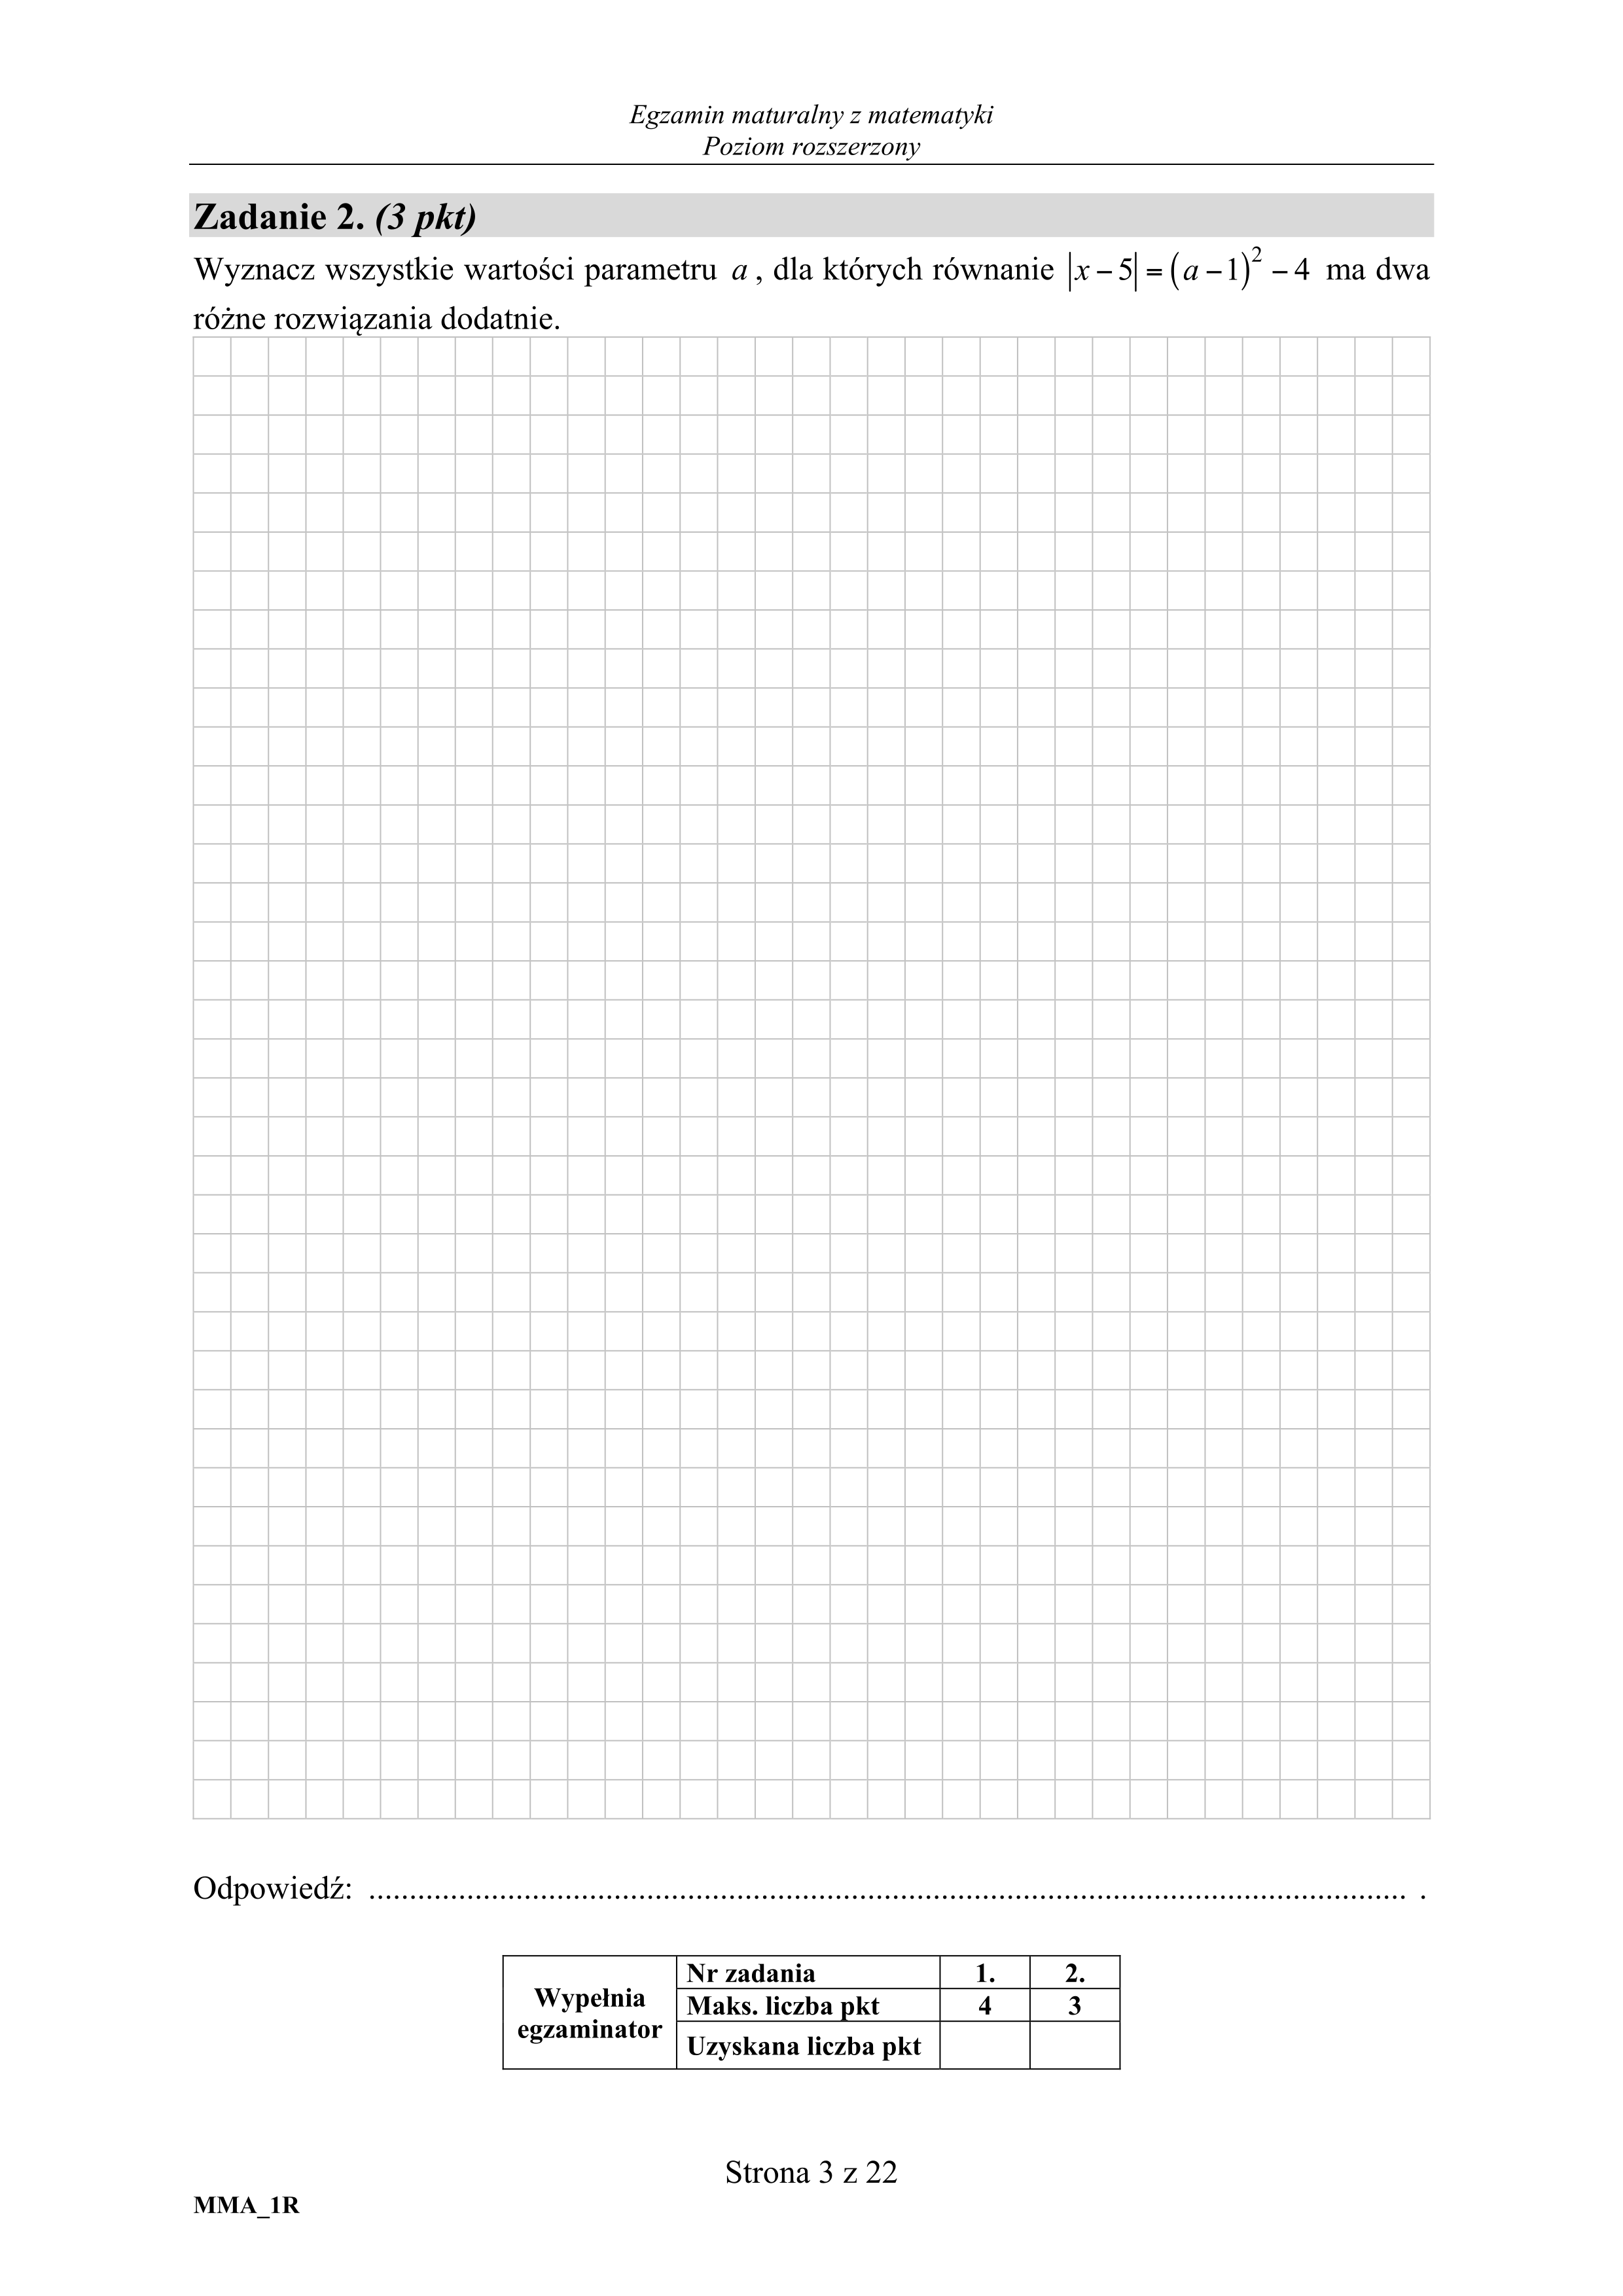 Egzamin maturalny z matematyki
Poziom rozszerzony
Zadanie 2. (3 pkt)
Wyznacz wszystkie wartości parametru a , dla których równanie |x − 5| = (a − 1)² − 4 ma dwa
różne rozwiązania dodatnie.
Odpowiedź: ................................................................................................................................ .
Wypełnia egzaminator
Nr zadania 1. 2.
Maks. liczba pkt 4 3
Uzyskana liczba pkt
Strona 3 z 22
MMA_1R